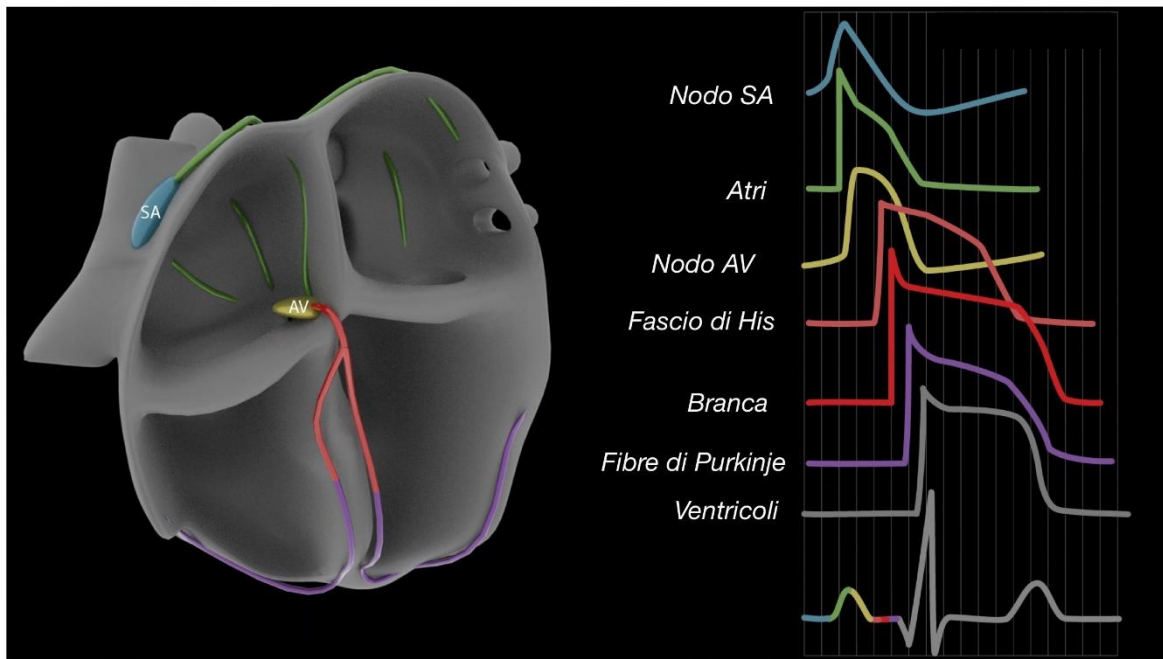 SA
AV
Nodo SA
Atri
Nodo AV
Fascio di His
Branca
Fibre di Purkinje
Ventricoli